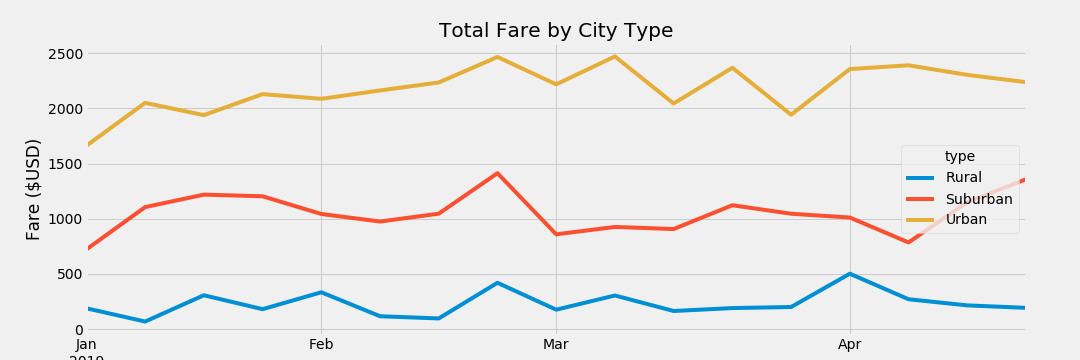 Total Fare by City Type
Fare ($USD)
2500
2000
1500
1000
500
0
type
Rural
Suburban
Urban
Jan
Feb
Mar
Apr
2019